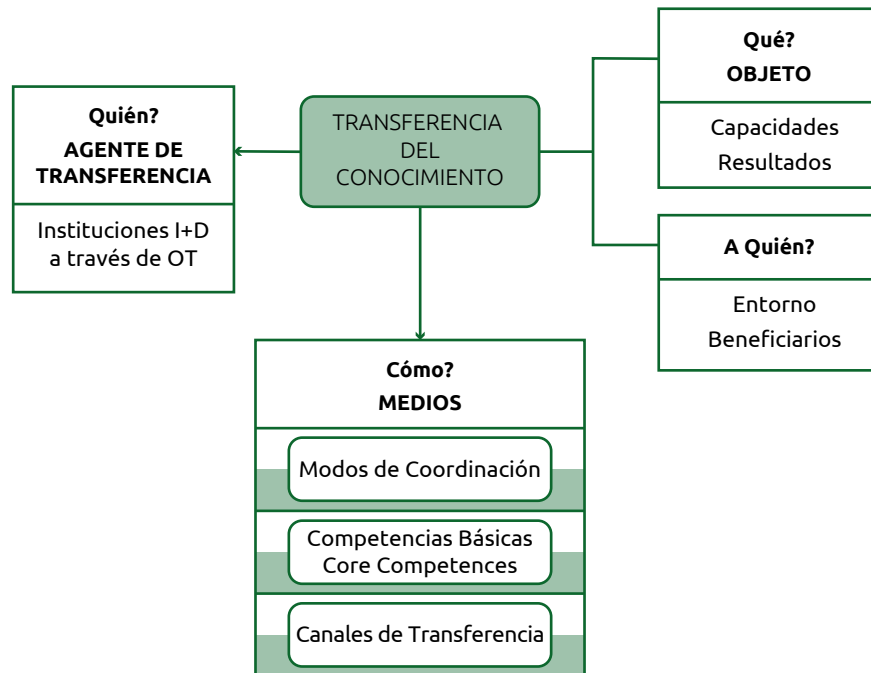 Quién?
AGENTE DE
TRANSFERENCIA
Instituciones I+D
a través de OT
TRANSFERENCIA
DEL
CONOCIMIENTO
Qué?
OBJETO
Capacidades
Resultados
A Quién?
Entorno
Beneficiarios
Cómo?
MEDIOS
Modos de Coordinación
Competencias Básicas
Core Competences
Canales de Transferencia